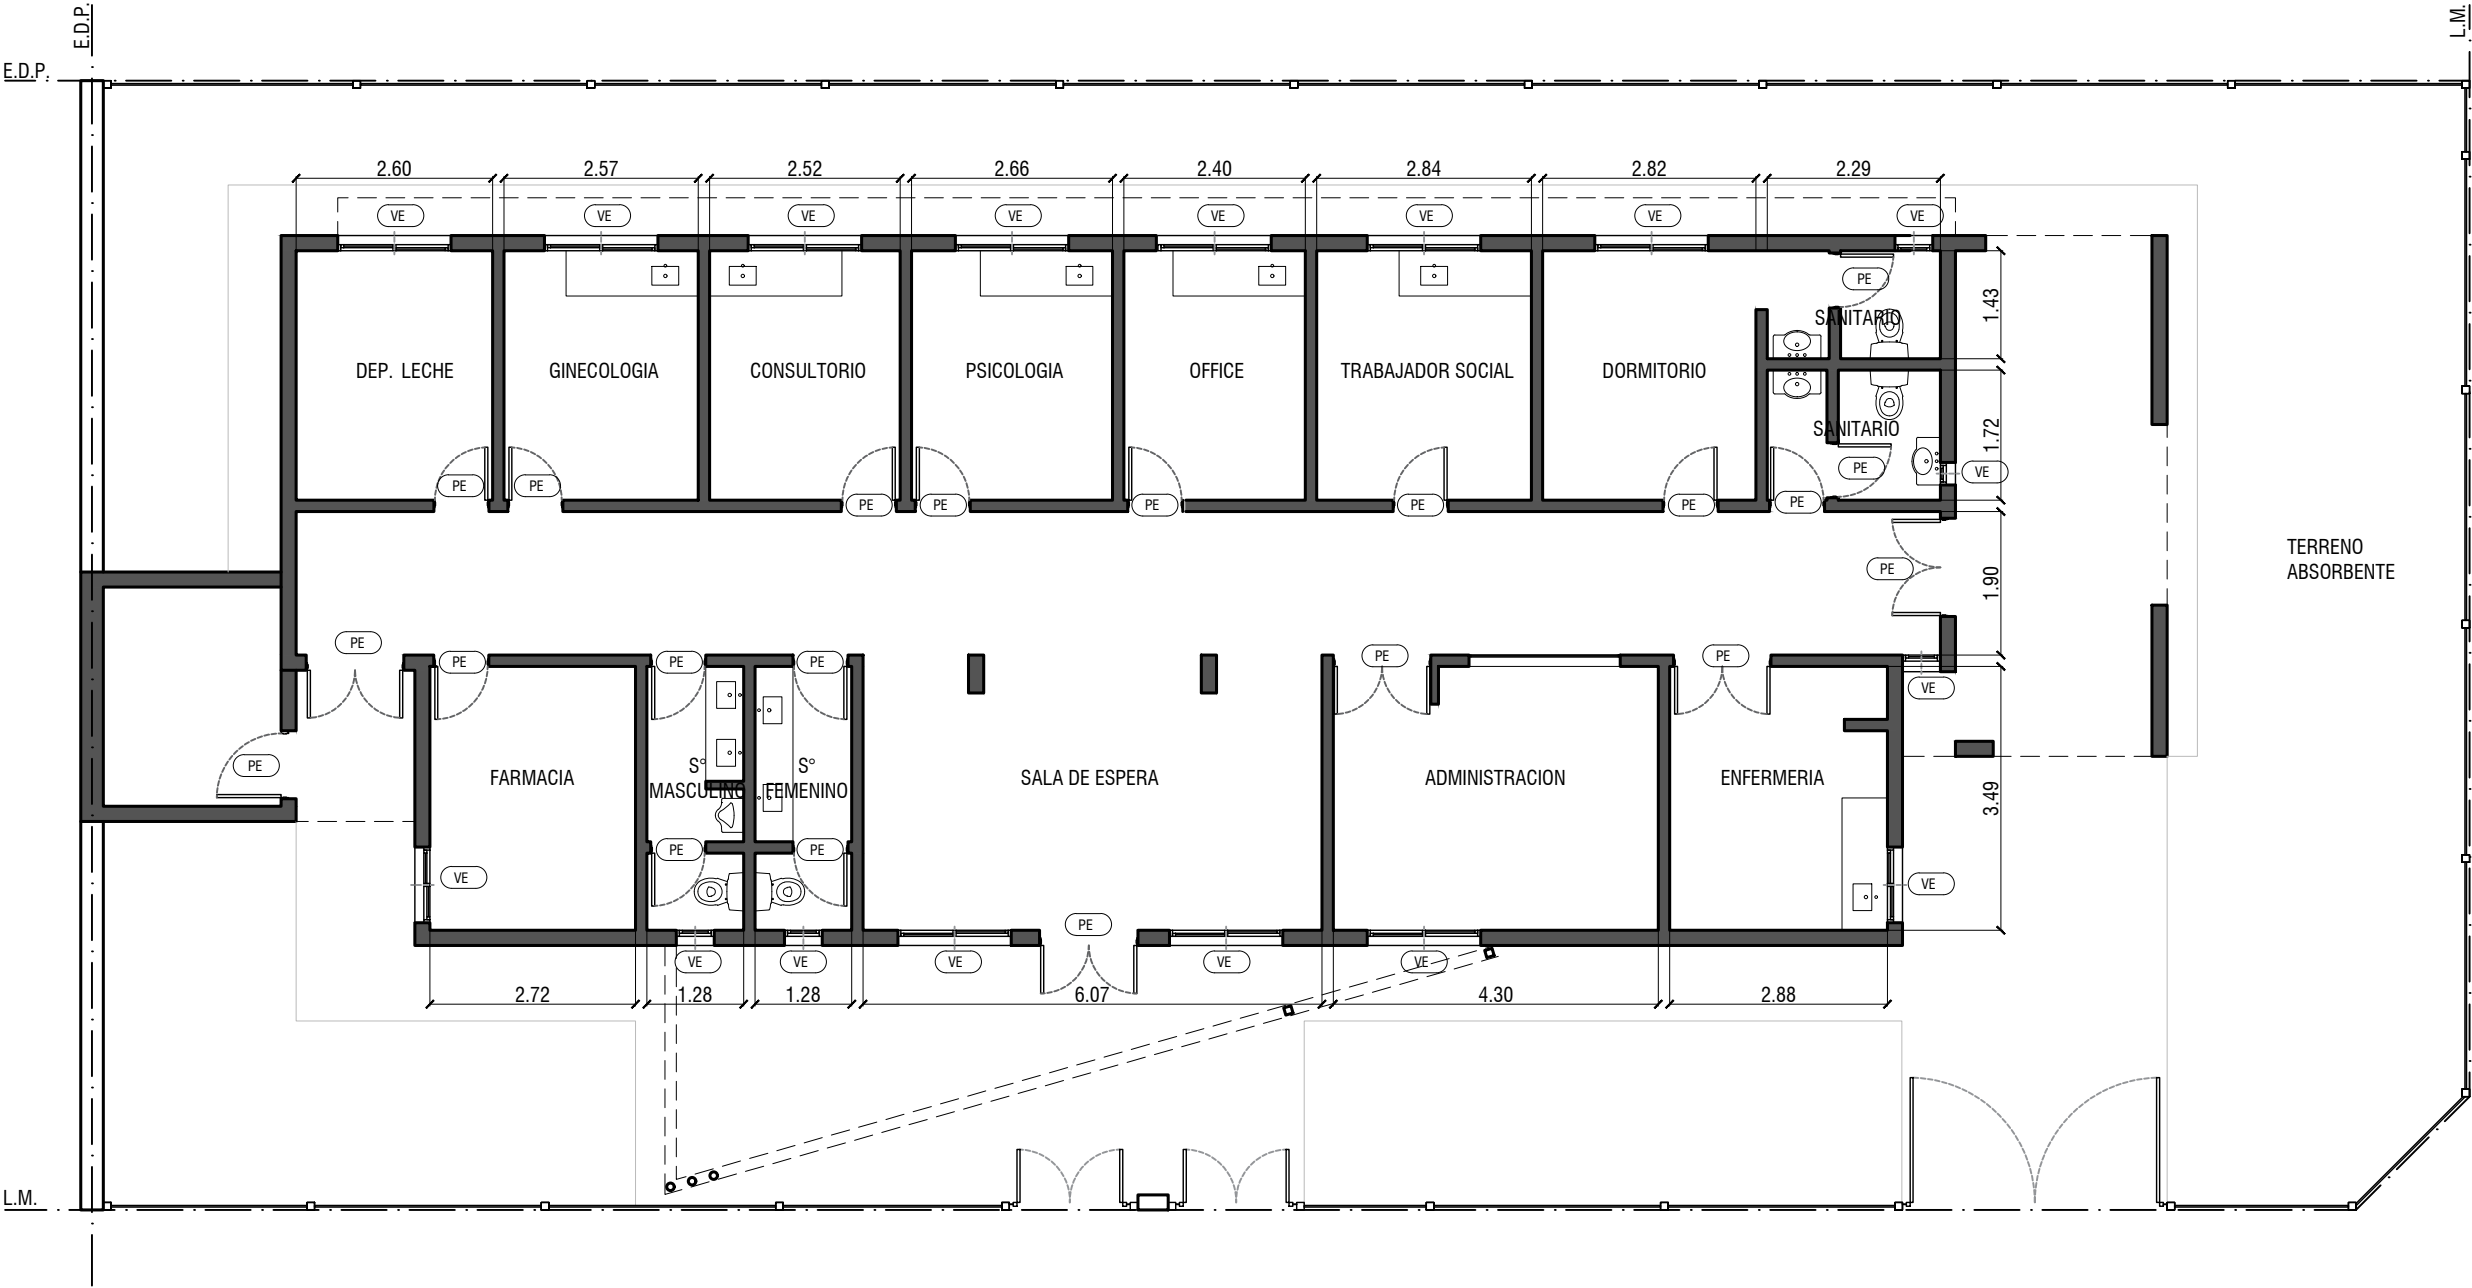 E.D.P.
L.M.
E.D.P.
2.60
2.57
2.52
2.66
2.40
2.84
2.82
2.29
VE
VE
VE
VE
VE
VE
VE
VE
PE
1.43
SANITARIO
DEP. LECHE
GINECOLOGIA
CONSULTORIO
PSICOLOGIA
OFFICE
TRABAJADOR SOCIAL
DORMITORIO
SANITARIO
1.72
PE
VE
PE
PE
PE
PE
PE
PE
PE
PE
TERRENO
ABSORBENTE
PE
1.90
PE
PE
PE
PE
PE
PE
VE
PE
FARMACIA
S°
MASCULINO
S°
FEMENINO
SALA DE ESPERA
ADMINISTRACION
ENFERMERIA
3.49
PE
PE
VE
VE
PE
VE
VE
VE
VE
VE
2.72
1.28
1.28
6.07
4.30
2.88
L.M.